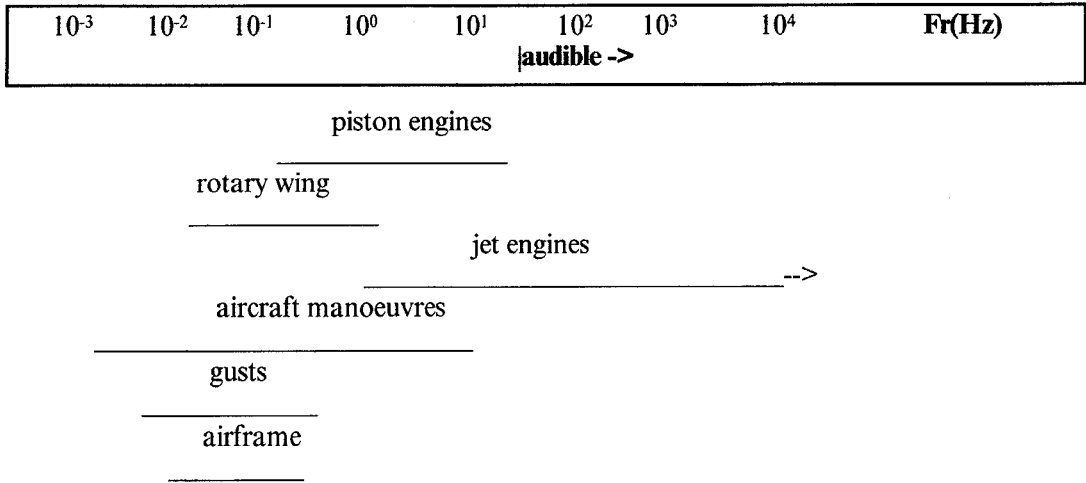 10⁻³ 10⁻² 10⁻¹ 10⁰ 10¹ 10² 10³ 10⁴ Fr(Hz)
|audible ->
piston engines
rotary wing
jet engines
-->
aircraft manoeuvres
gusts
airframe